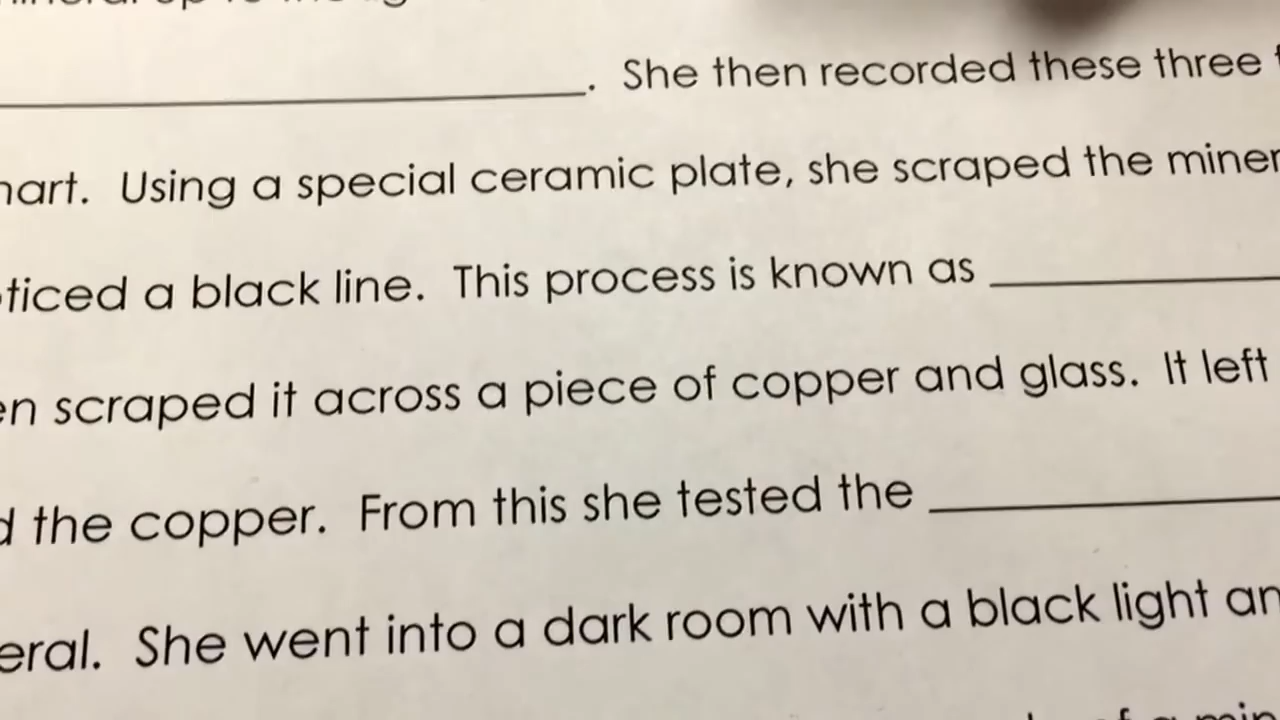 . She then recorded these three
hart. Using a special ceramic plate, she scraped the miner
ticed a black line. This process is known as
en scraped it across a piece of copper and glass. It left
d the copper. From this she tested the
eral. She went into a dark room with a black light an